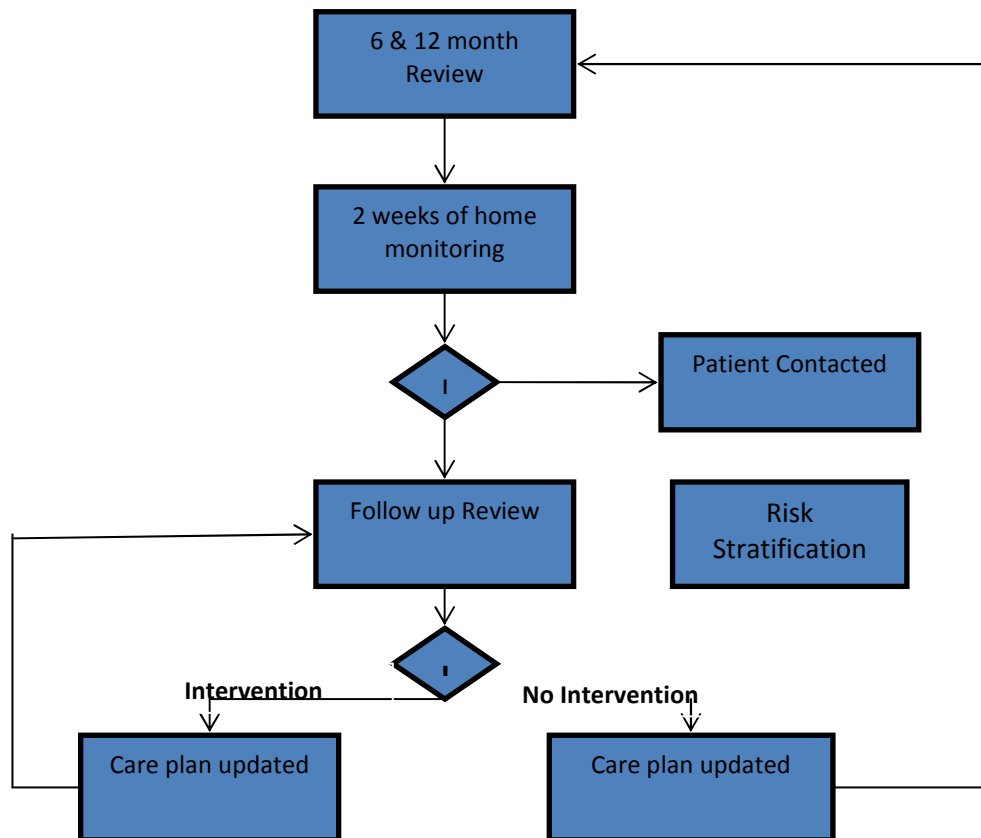 6 & 12 month
Review
2 weeks of home
monitoring
Patient Contacted
Follow up Review
Risk
Stratification
Intervention
No Intervention
Care plan updated
Care plan updated